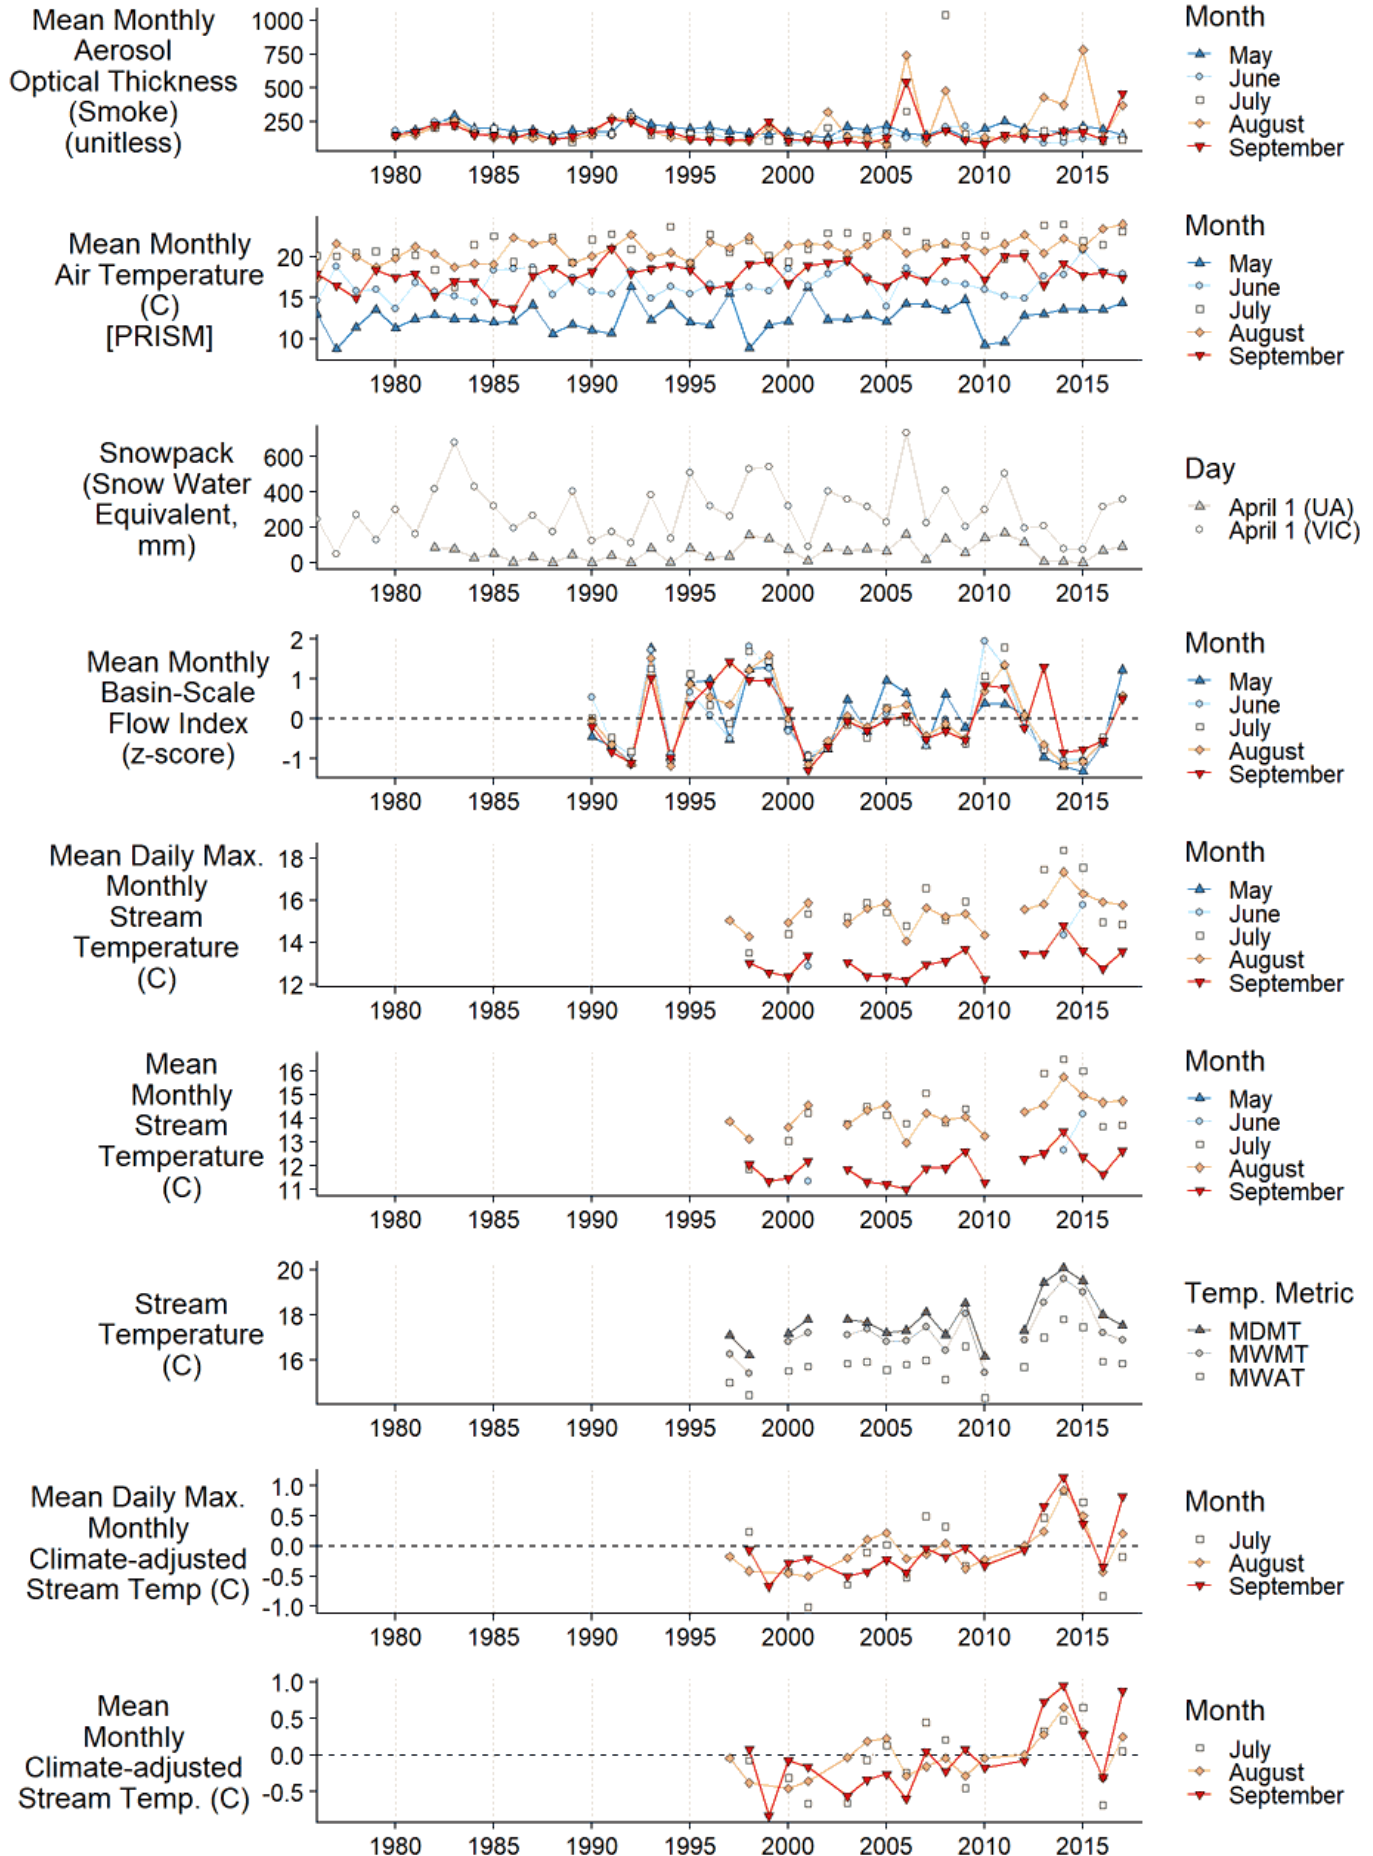 Mean Monthly
Aerosol
Optical Thickness
(Smoke)
(unitless)
1000
750
500
250
1980 1985 1990 1995 2000 2005 2010 2015
Month
May
June
July
August
September
Mean Monthly
Air Temperature
(C)
[PRISM]
20
15
10
1980 1985 1990 1995 2000 2005 2010 2015
Month
May
June
July
August
September
Snowpack
(Snow Water
Equivalent,
mm)
600
400
200
0
1980 1985 1990 1995 2000 2005 2010 2015
Day
April 1 (UA)
April 1 (VIC)
Mean Monthly
Basin-Scale
Flow Index
(z-score)
2
1
0
-1
1980 1985 1990 1995 2000 2005 2010 2015
Month
May
June
July
August
September
Mean Daily Max.
Monthly
Stream
Temperature
(C)
18
16
14
12
1980 1985 1990 1995 2000 2005 2010 2015
Month
May
June
July
August
September
Mean
Monthly
Stream
Temperature
(C)
16
15
14
13
12
11
1980 1985 1990 1995 2000 2005 2010 2015
Month
May
June
July
August
September
Stream
Temperature
(C)
20
18
16
1980 1985 1990 1995 2000 2005 2010 2015
Temp. Metric
MDMT
MWMT
MWAT
Mean Daily Max.
Monthly
Climate-adjusted
Stream Temp (C)
1.0
0.5
0.0
-0.5
-1.0
1980 1985 1990 1995 2000 2005 2010 2015
Month
July
August
September
Mean
Monthly
Climate-adjusted
Stream Temp. (C)
1.0
0.5
0.0
-0.5
1980 1985 1990 1995 2000 2005 2010 2015
Month
July
August
September